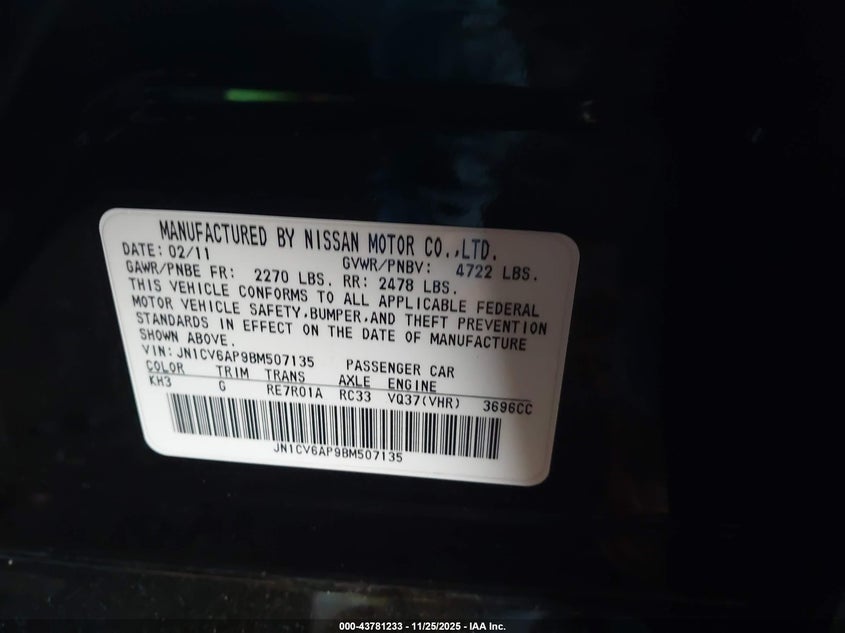 MANUFACTURED BY NISSAN MOTOR CO.,LTD.
DATE: 02/11 GVWR/PNBV: 4722 LBS.
GAWR/PNBE FR: 2270 LBS. RR: 2478 LBS.
THIS VEHICLE CONFORMS TO ALL APPLICABLE FEDERAL
MOTOR VEHICLE SAFETY,BUMPER,AND THEFT PREVENTION
STANDARDS IN EFFECT ON THE DATE OF MANUFACTURE
SHOWN ABOVE.
VIN: JN1CV6AP9BM507135 PASSENGER CAR
COLOR TRIM TRANS AXLE ENGINE
KH3 G RE7R01A RC33 VQ37(VHR) 3696CC
JN1CV6AP9BM507135
000-43781233 - 11/25/2025 - IAA Inc.